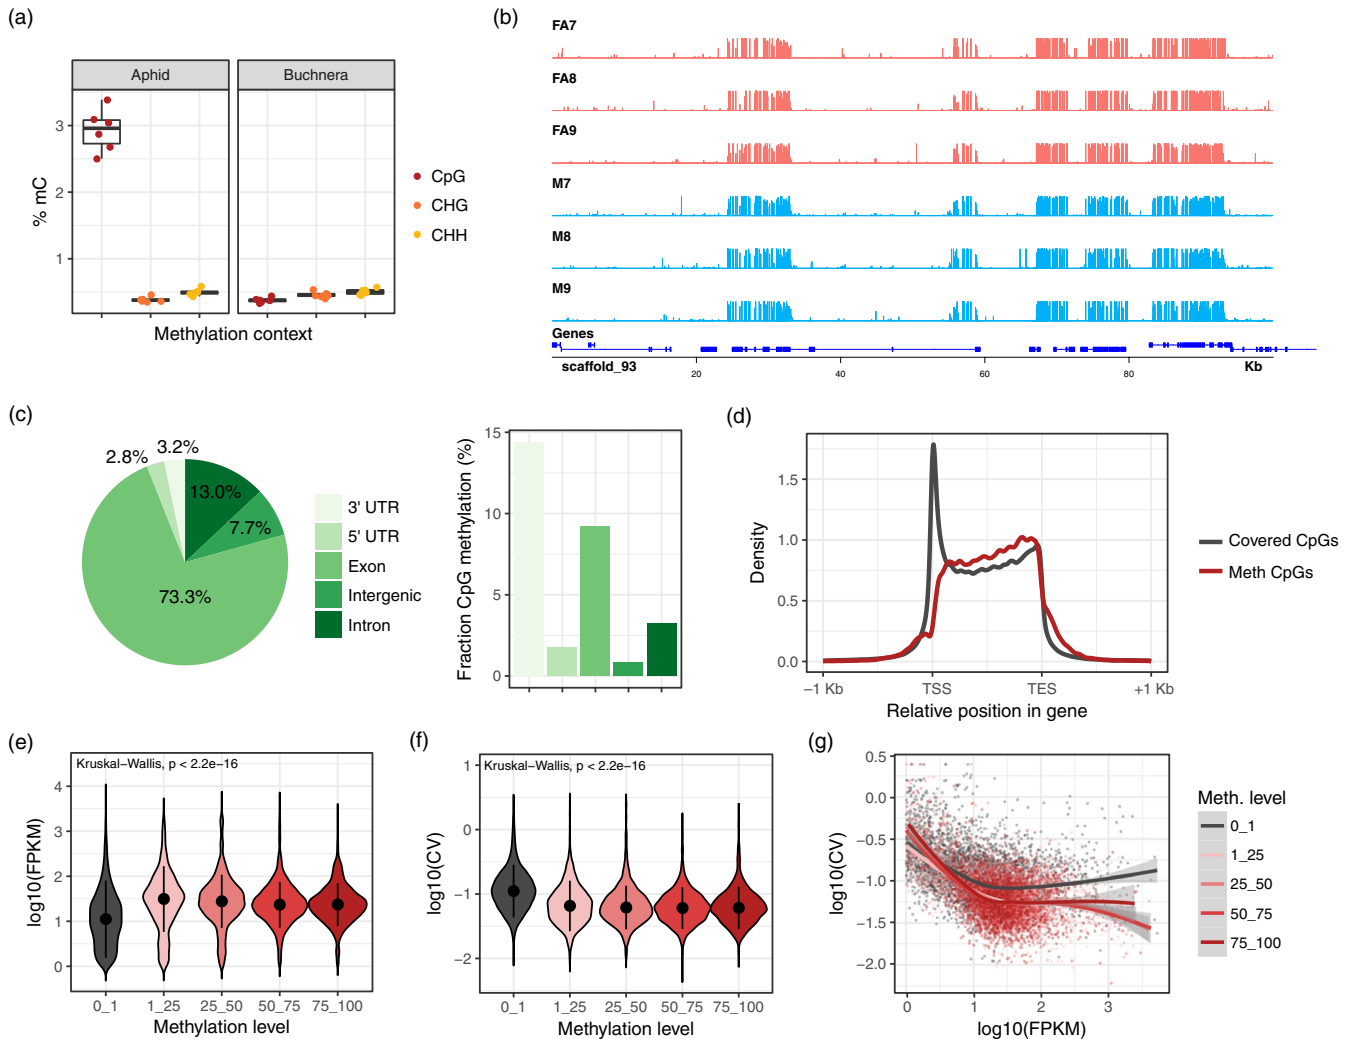 (a)
Aphid
Buchnera
3
2
1
% mC
Methylation context
CpG
CHG
CHH
(b)
FA7
FA8
FA9
M7
M8
M9
Genes
scaffold_93
20
40
60
80
Kb
(c)
3.2%
2.8%
13.0%
7.7%
73.3%
3' UTR
5' UTR
Exon
Intergenic
Intron
15
10
5
0
Fraction CpG methylation (%)
(d)
1.5
1.0
0.5
0.0
Density
−1 Kb
TSS
TES
+1 Kb
Relative position in gene
Covered CpGs
Meth CpGs
(e)
Kruskal−Wallis, p < 2.2e−16
4
3
2
1
0
log10(FPKM)
0_1
1_25
25_50
50_75
75_100
Methylation level
(f)
Kruskal−Wallis, p < 2.2e−16
1
0
−1
−2
log10(CV)
0_1
1_25
25_50
50_75
75_100
Methylation level
(g)
0.5
0.0
−0.5
−1.0
−1.5
−2.0
log10(CV)
0
1
2
3
log10(FPKM)
Meth. level
0_1
1_25
25_50
50_75
75_100